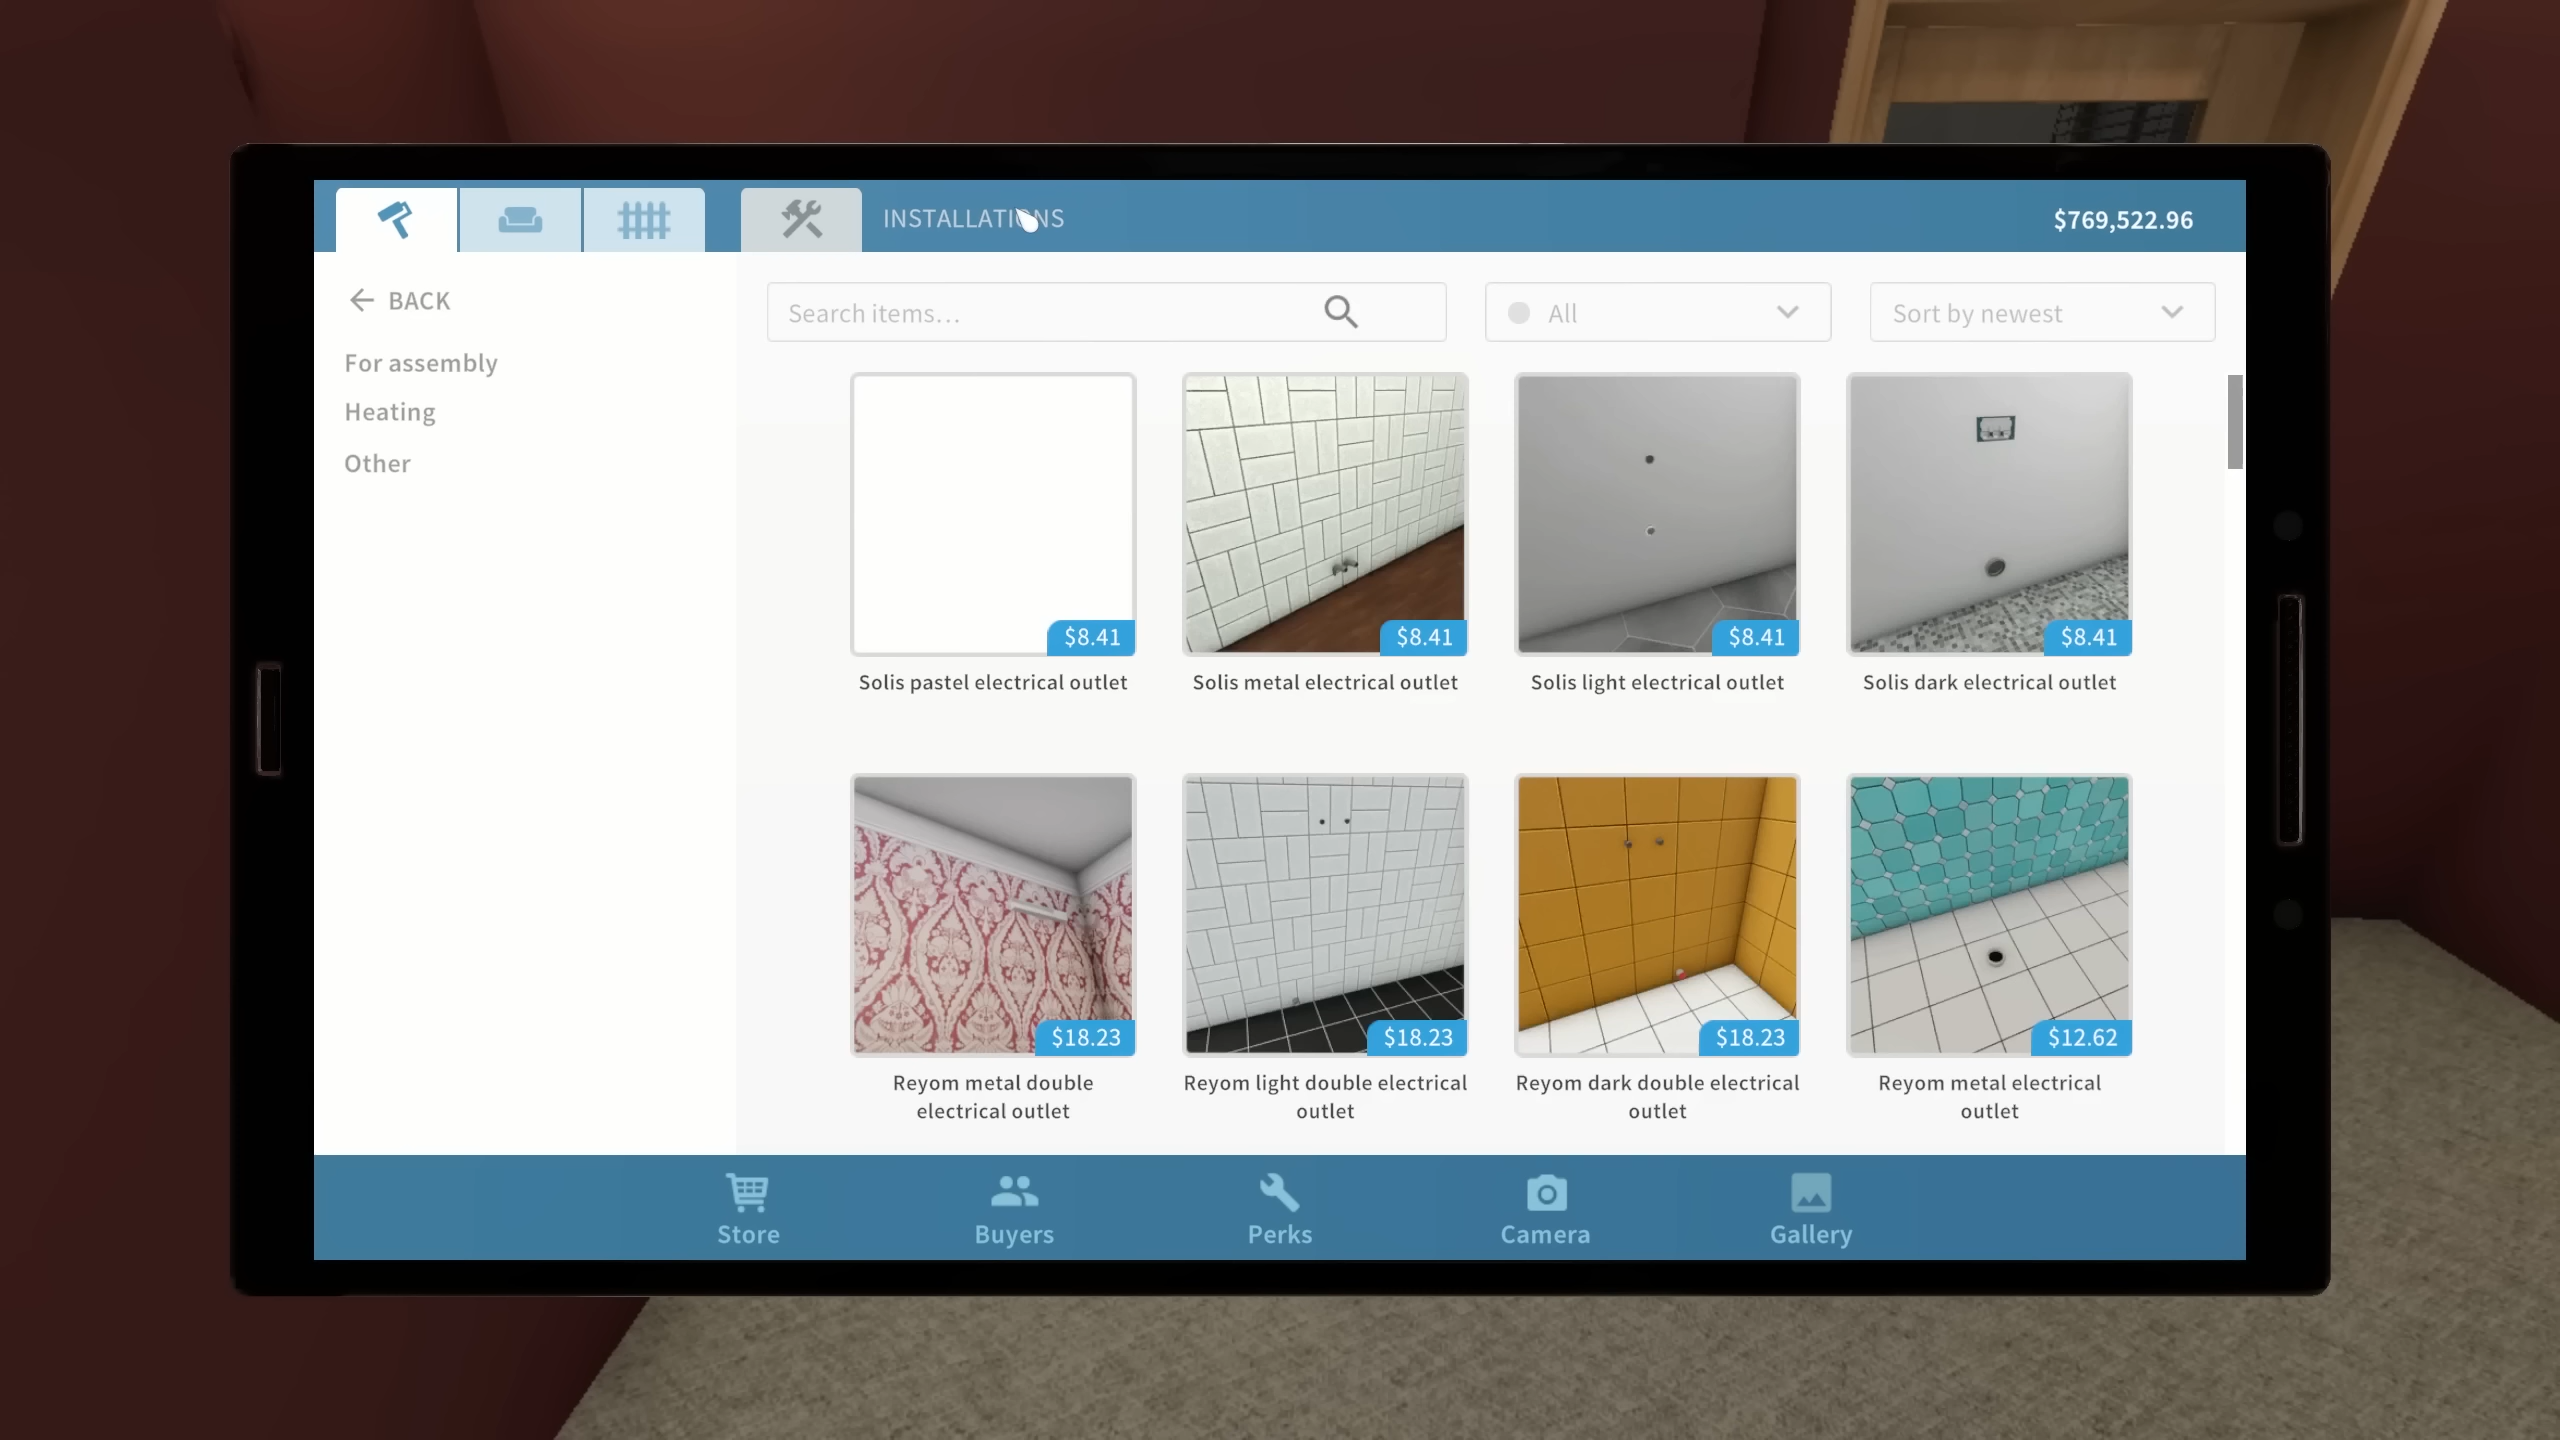 INSTALLATIONS
$769,522.96
BACK
Search items...
All
Sort by newest
For assembly
Heating
Other
$8.41
$8.41
$8.41
$8.41
Solis pastel electrical outlet
Solis metal electrical outlet
Solis light electrical outlet
Solis dark electrical outlet
$18.23
$18.23
$18.23
$12.62
Reyom metal double
electrical outlet
Reyom light double electrical
outlet
Reyom dark double electrical
outlet
Reyom metal electrical
outlet
Store
Buyers
Perks
Camera
Gallery